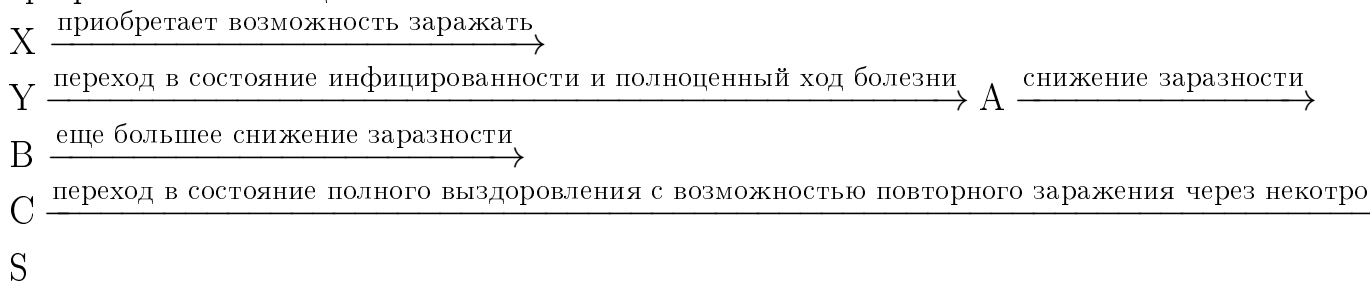 X приобретает возможность заражать
Y переход в состояние инфицированности и полноценный ход болезни A снижение заразности
B еще большее снижение заразности
C переход в состояние полного выздоровления с возможностью повторного заражения через некотро
S